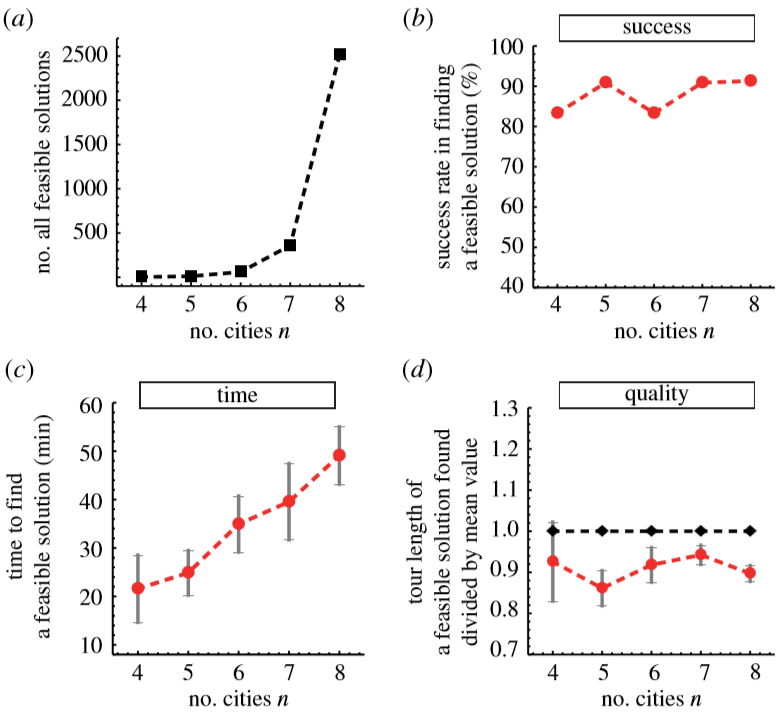 (a)
no. all feasible solutions
2500
2000
1500
1000
500
4 5 6 7 8
no. cities n
(b)
success
success rate in finding
a feasible solution (%)
100
90
80
70
60
50
40
4 5 6 7 8
no. cities n
(c)
time
time to find
a feasible solution (min)
60
50
40
30
20
10
4 5 6 7 8
no. cities n
(d)
quality
tour length of
a feasible solution found
divided by mean value
1.3
1.2
1.1
1.0
0.9
0.8
0.7
4 5 6 7 8
no. cities n